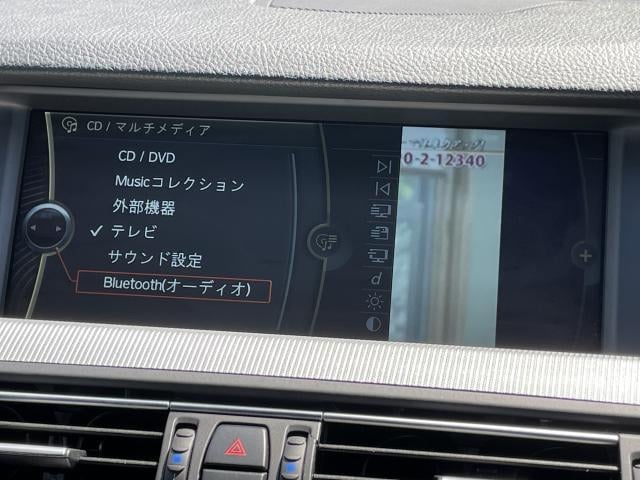 CD / マルチメディア
CD / DVD
Musicコレクション
外部機器
テレビ
サウンド設定
Bluetooth(オーディオ)
d
0-2-12340